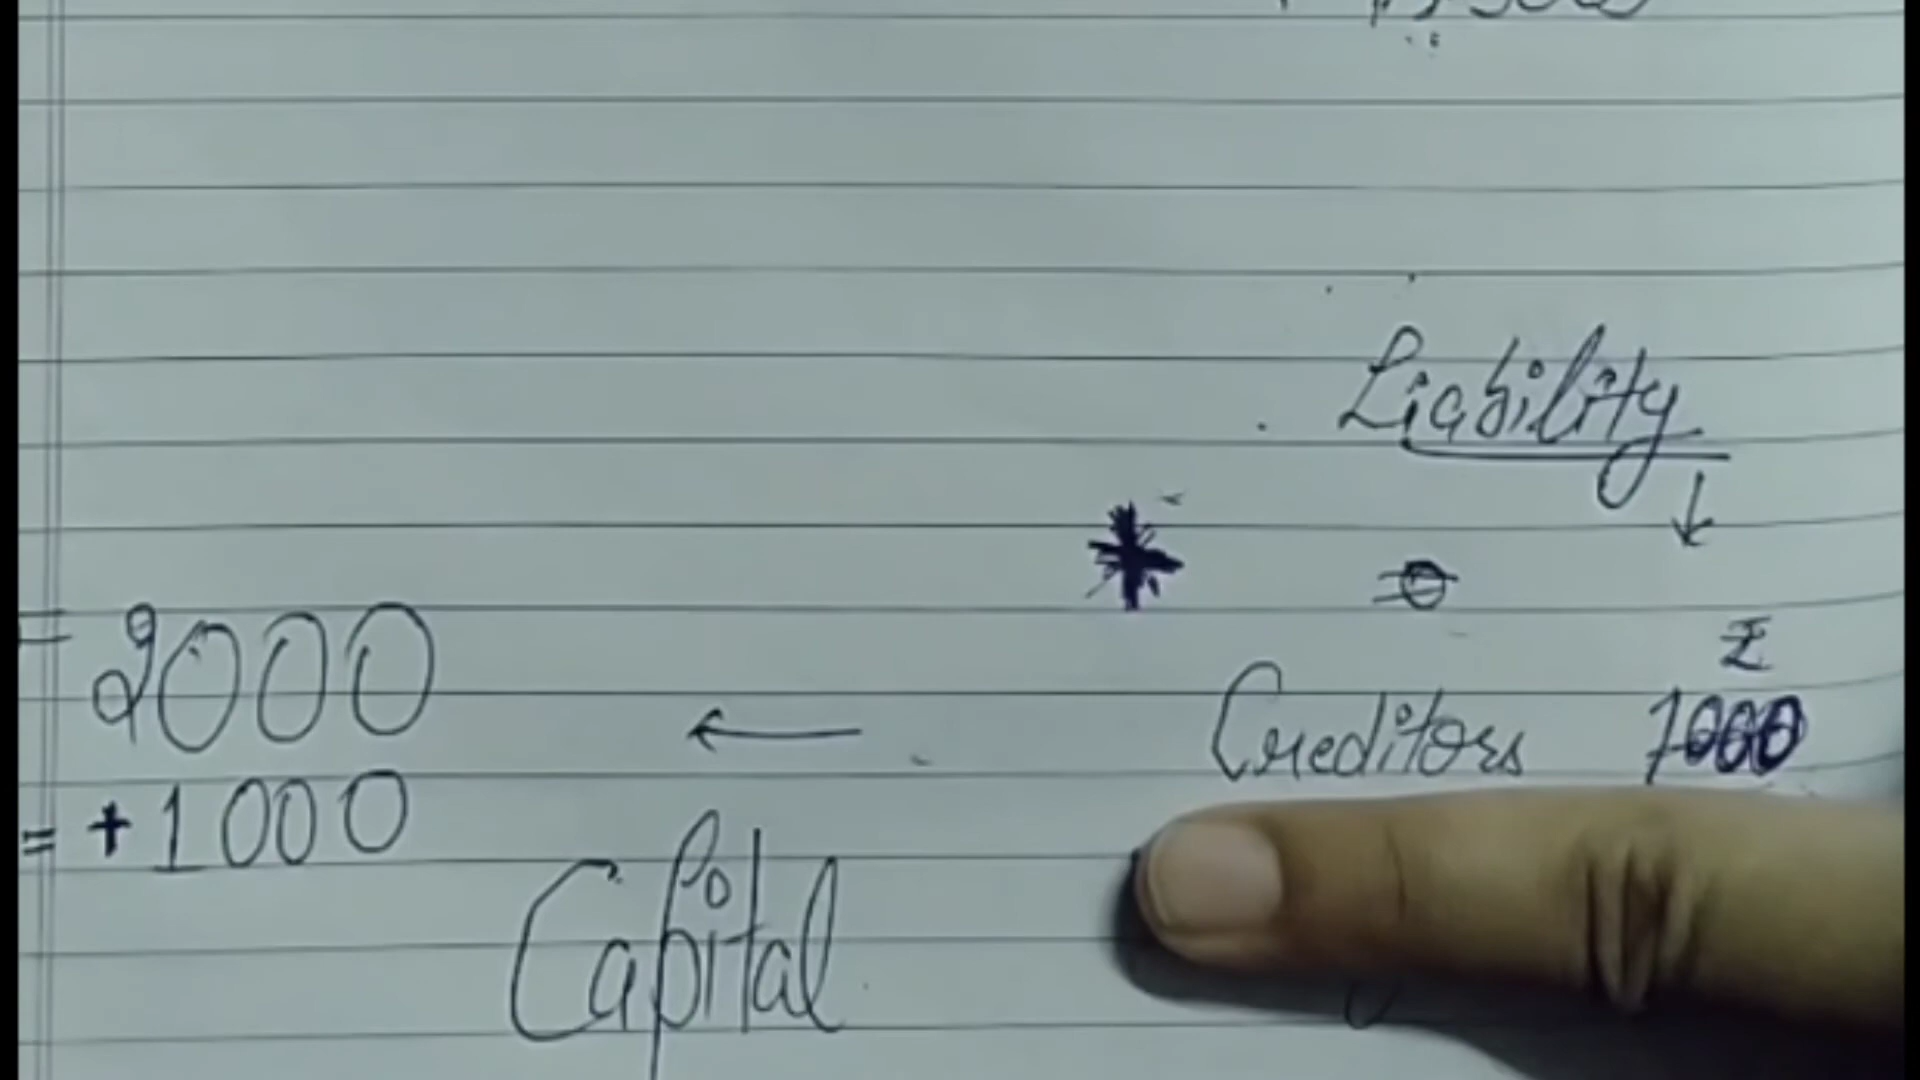 Liability
↓
₹
= 2000
← Creditors 1000
= + 1000
Capital